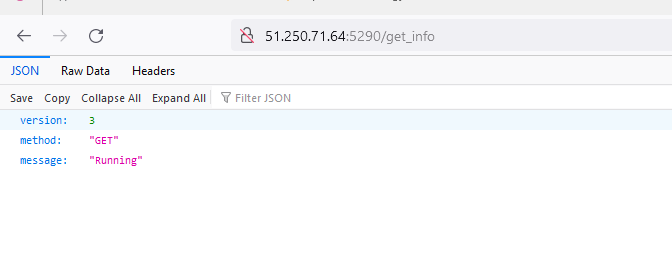 51.250.71.64:5290/get_info
JSON Raw Data Headers
Save Copy Collapse All Expand All Filter JSON
version: 3
method: "GET"
message: "Running"